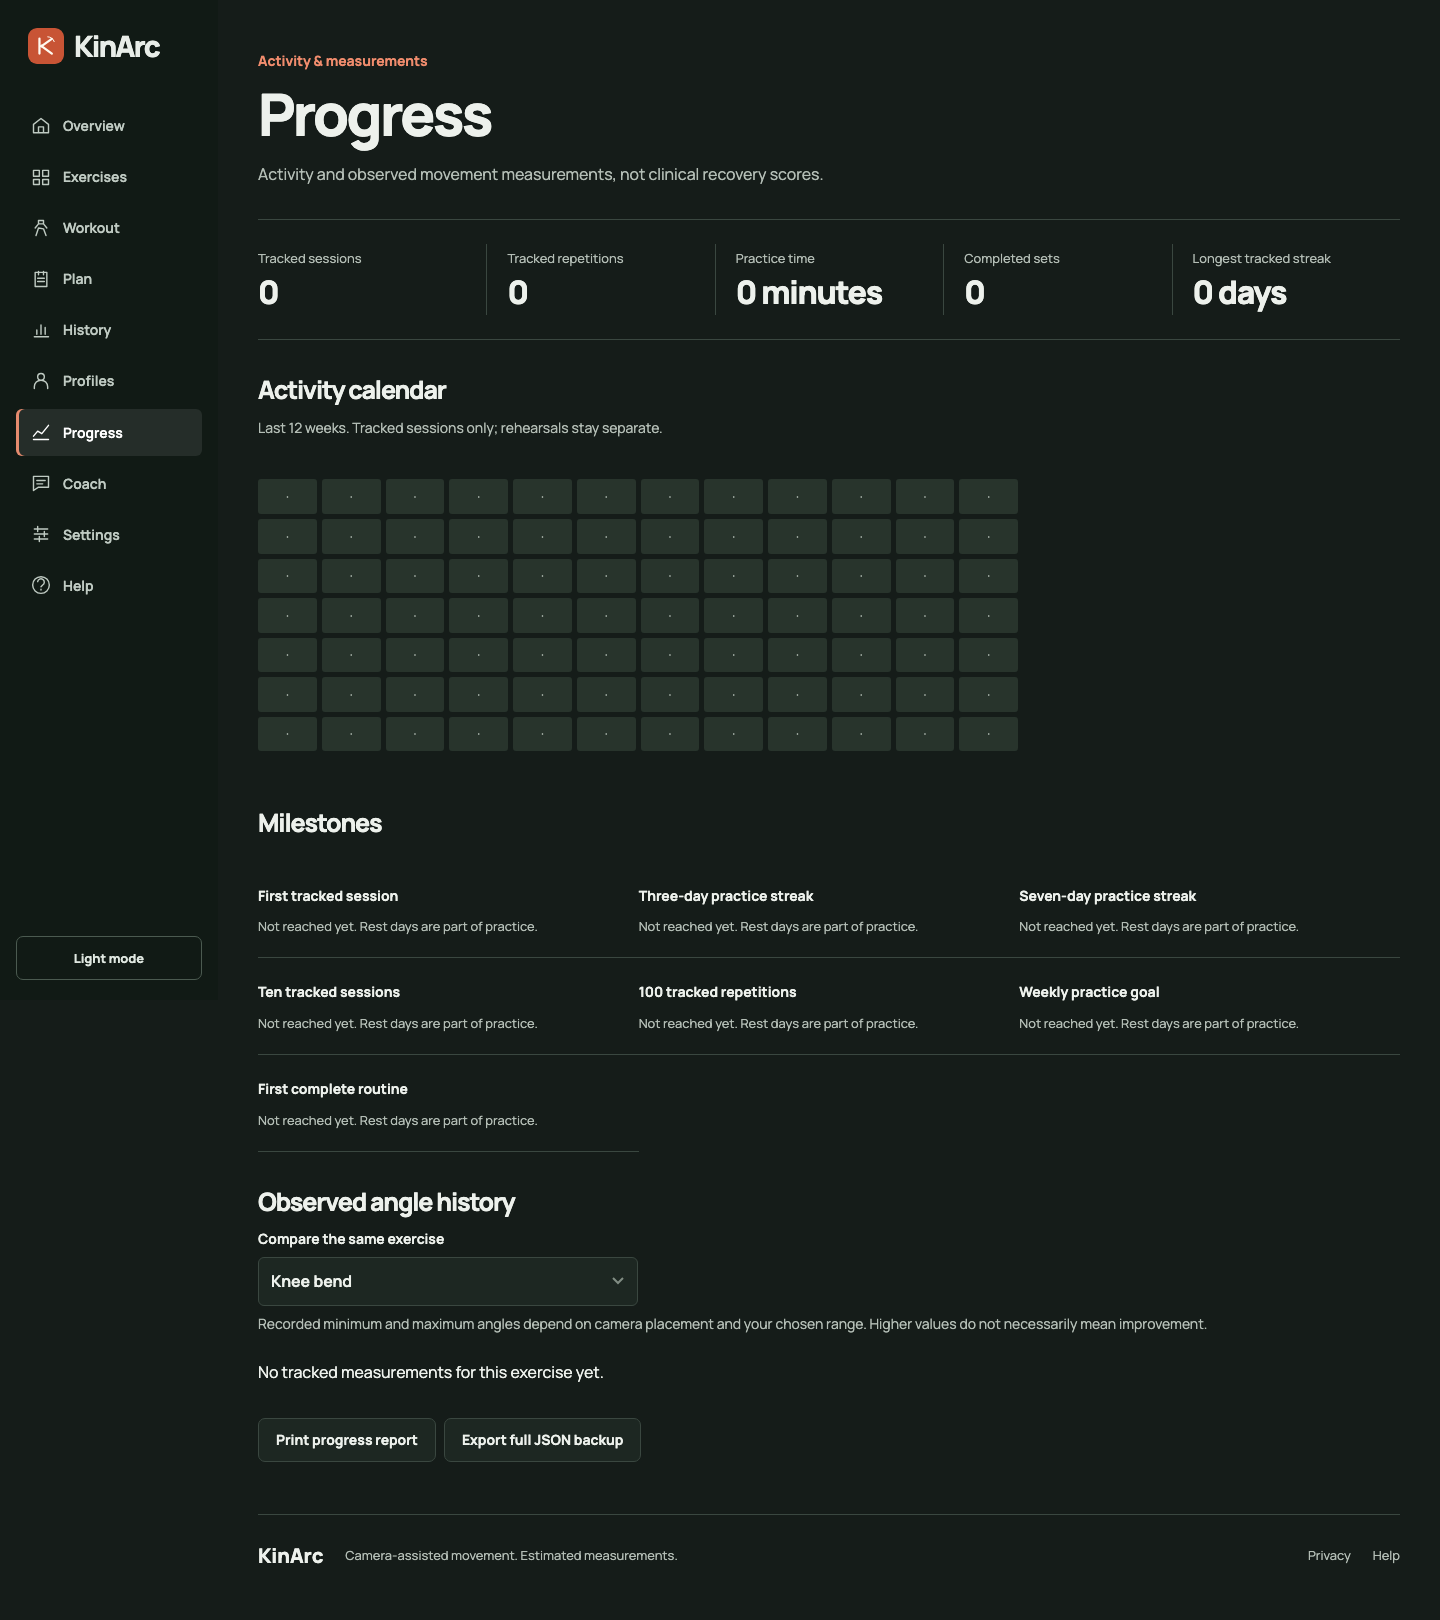 KinArc
Overview
Exercises
Workout
Plan
History
Profiles
Progress
Coach
Settings
Help
Light mode
Activity & measurements
Progress
Activity and observed movement measurements, not clinical recovery scores.
Tracked sessions
0
Tracked repetitions
0
Practice time
0 minutes
Completed sets
0
Longest tracked streak
0 days
Activity calendar
Last 12 weeks. Tracked sessions only; rehearsals stay separate.
Milestones
First tracked session
Not reached yet. Rest days are part of practice.
Three-day practice streak
Not reached yet. Rest days are part of practice.
Seven-day practice streak
Not reached yet. Rest days are part of practice.
Ten tracked sessions
Not reached yet. Rest days are part of practice.
100 tracked repetitions
Not reached yet. Rest days are part of practice.
Weekly practice goal
Not reached yet. Rest days are part of practice.
First complete routine
Not reached yet. Rest days are part of practice.
Observed angle history
Compare the same exercise
Knee bend
Recorded minimum and maximum angles depend on camera placement and your chosen range. Higher values do not necessarily mean improvement.
No tracked measurements for this exercise yet.
Print progress report
Export full JSON backup
KinArc
Camera-assisted movement. Estimated measurements.
Privacy
Help